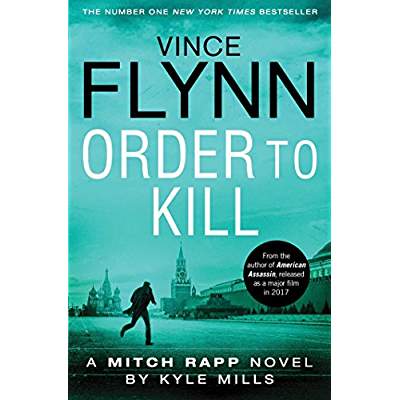 THE NUMBER ONE NEW YORK TIMES BESTSELLER
VINCE
FLYNN
ORDER TO
KILL
From the
author of American
Assassin, released
as a major film
in 2017
A MITCH RAPP NOVEL
BY KYLE MILLS